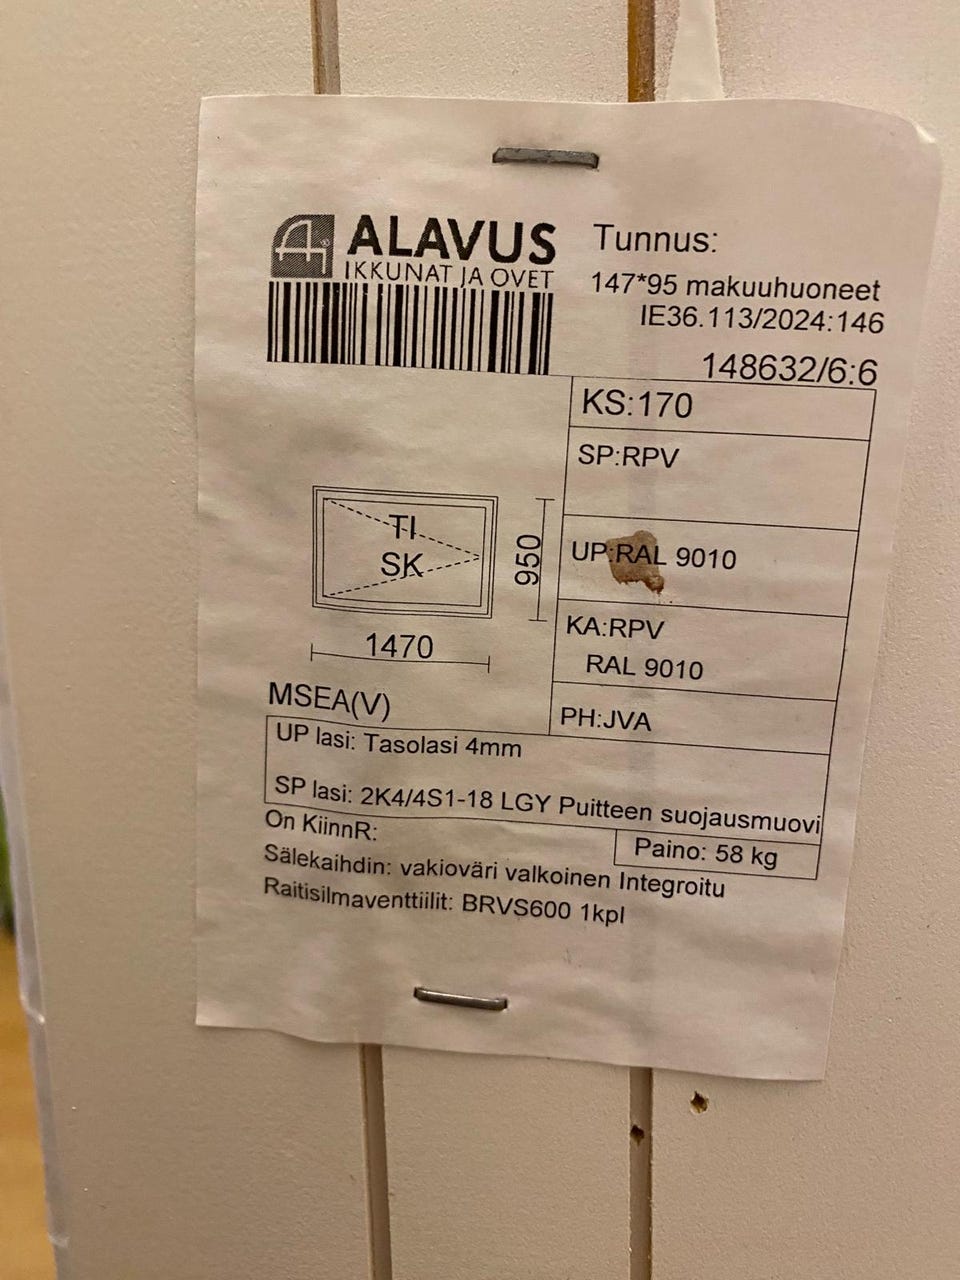 ALAVUS
IKKUNAT JA OVET
Tunnus:
147*95 makuuhuoneet
IE36.113/2024:146
148632/6:6
KS:170
SP:RPV
UP:RAL 9010
KA:RPV
RAL 9010
PH:JVA
TI
SK
950
1470
MSEA(V)
UP lasi: Tasolasi 4mm
SP lasi: 2K4/4S1-18 LGY Puitteen suojausmuovi
On KiinnR:
Paino: 58 kg
Sälekaihdin: vakioväri valkoinen Integroitu
Raitisilmaventtiilit: BRVS600 1kpl